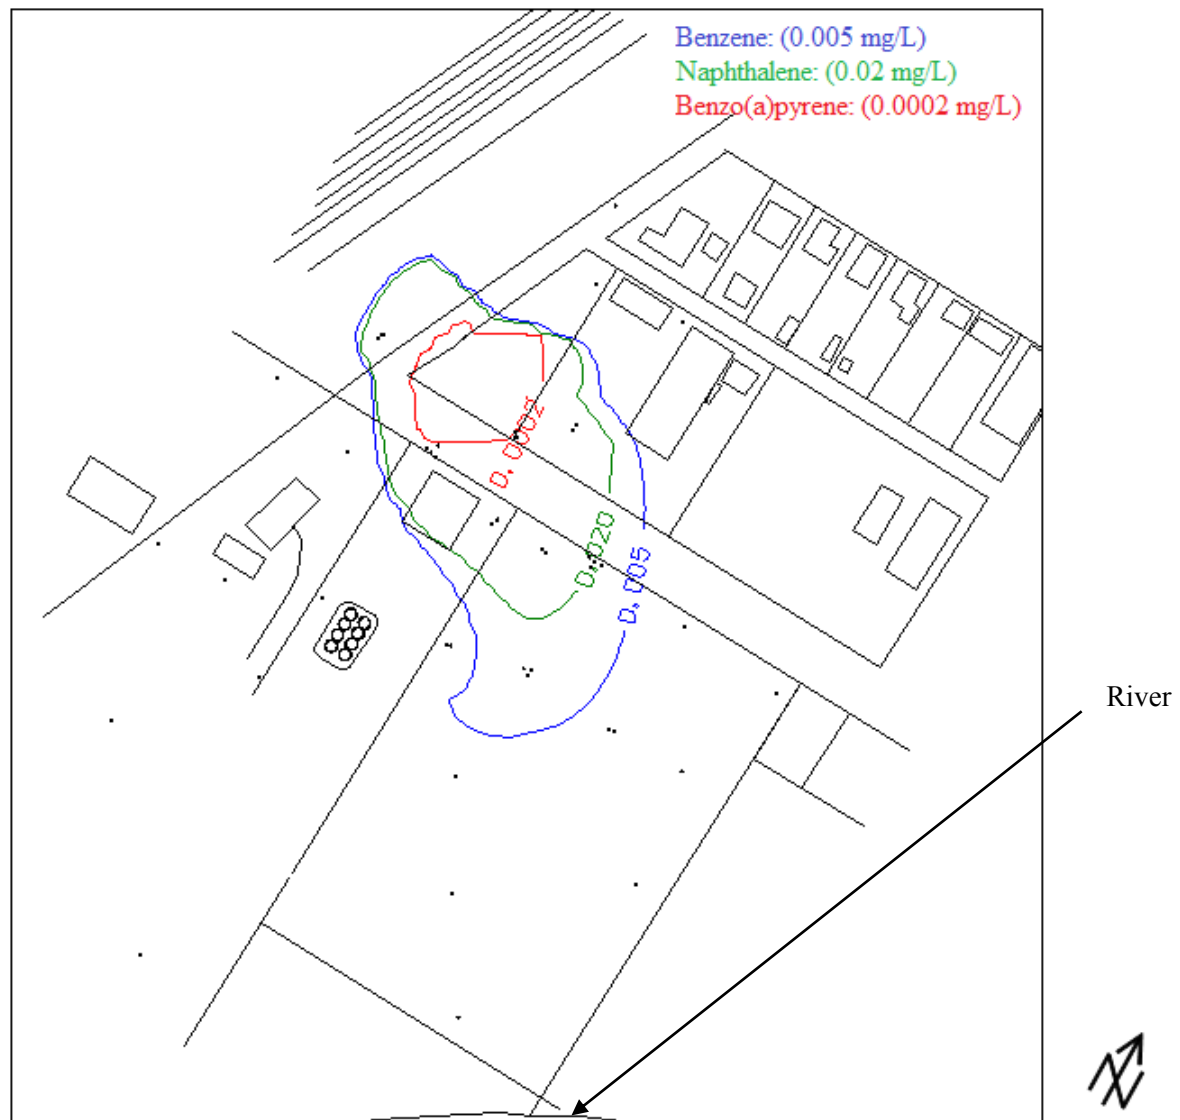 Benzene: (0.005 mg/L)
Naphthalene: (0.02 mg/L)
Benzo(a)pyrene: (0.0002 mg/L)
0.0002
0.020
0.005
River
N